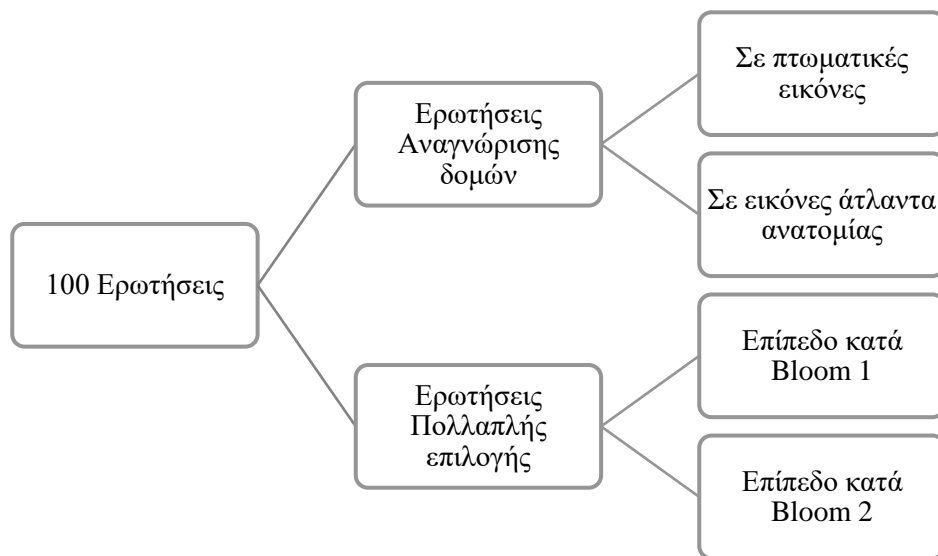 100 Ερωτήσεις
Ερωτήσεις
Αναγνώρισης
δομών
Σε πτωματικές
εικόνες
Σε εικόνες άτλαντα
ανατομίας
Ερωτήσεις
Πολλαπλής
επιλογής
Επίπεδο κατά
Bloom 1
Επίπεδο κατά
Bloom 2